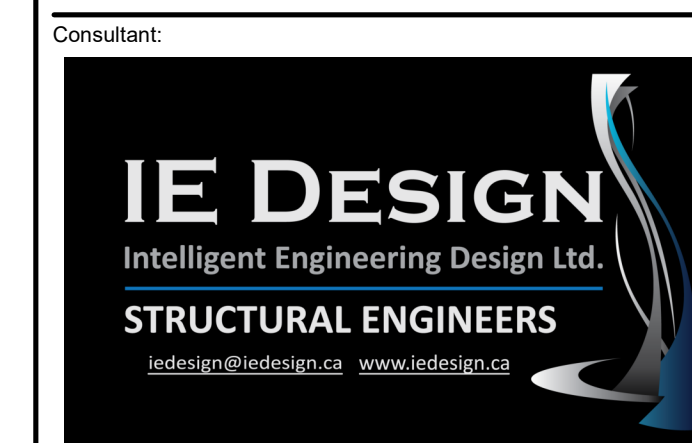 Consultant:
IE DESIGN
Intelligent Engineering Design Ltd.
STRUCTURAL ENGINEERS
iedesign@iedesign.ca www.iedesign.ca